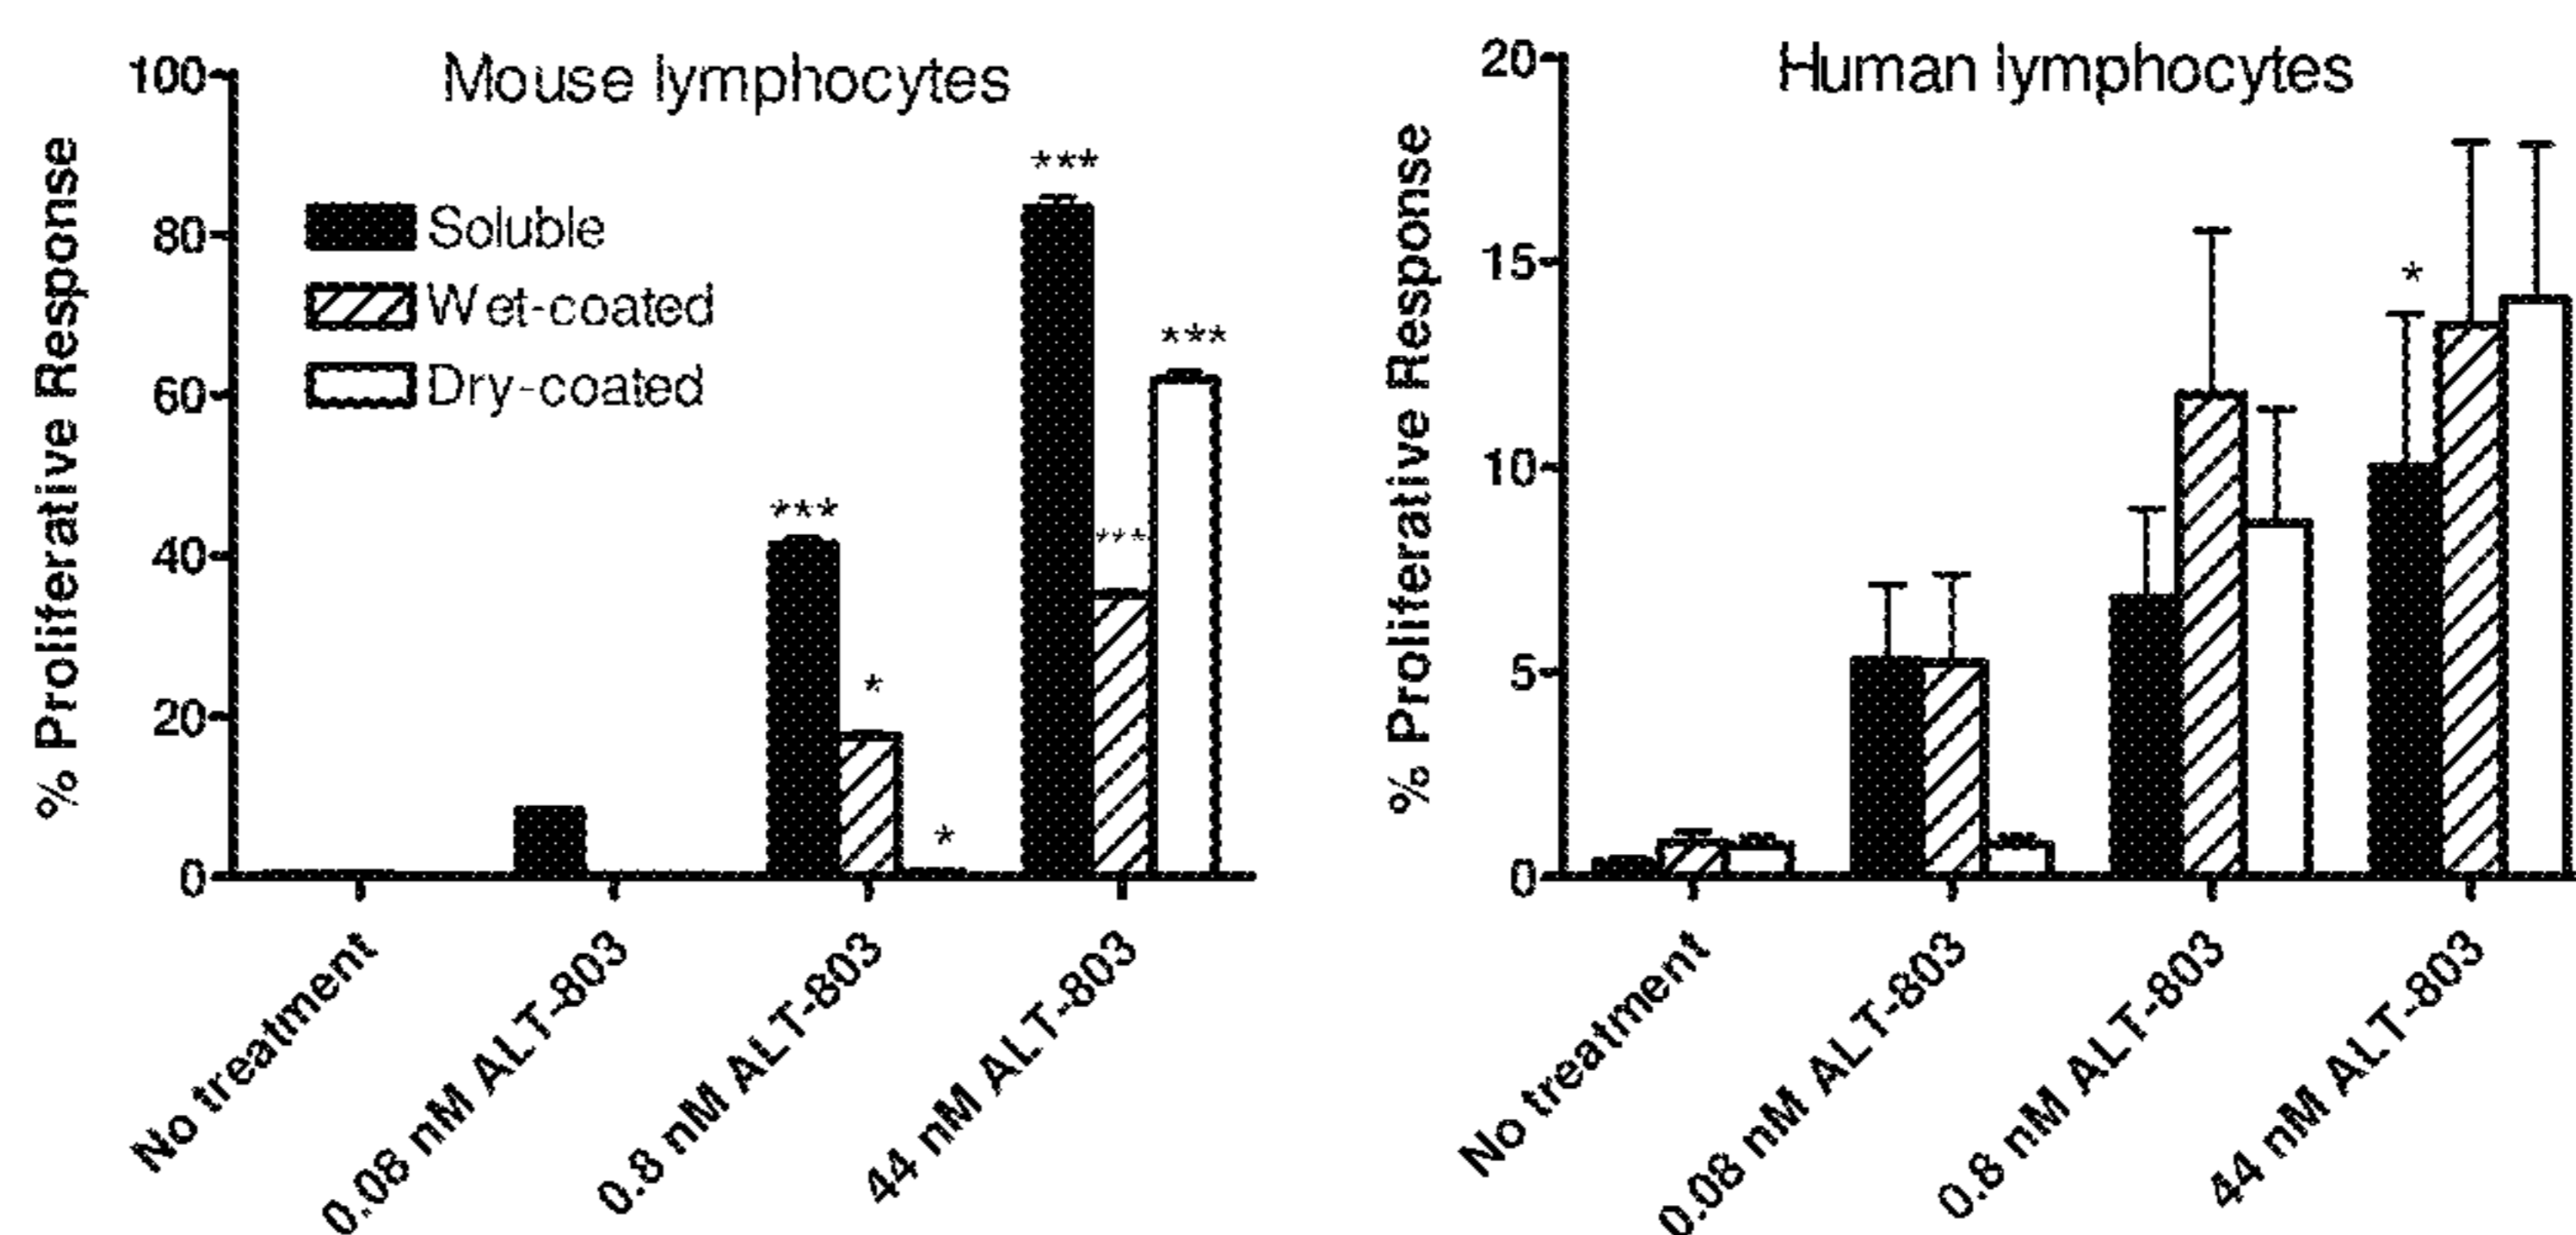 Mouse lymphocytes
% Proliferative Response
100
80
60
40
20
0
Soluble
Wet-coated
Dry-coated
***
*
*
***
***
***
No treatment
0.08 nM ALT-803
0.8 nM ALT-803
44 nM ALT-803
Human lymphocytes
% Proliferative Response
20
15
10
5
0
*
No treatment
0.08 nM ALT-803
0.8 nM ALT-803
44 nM ALT-803